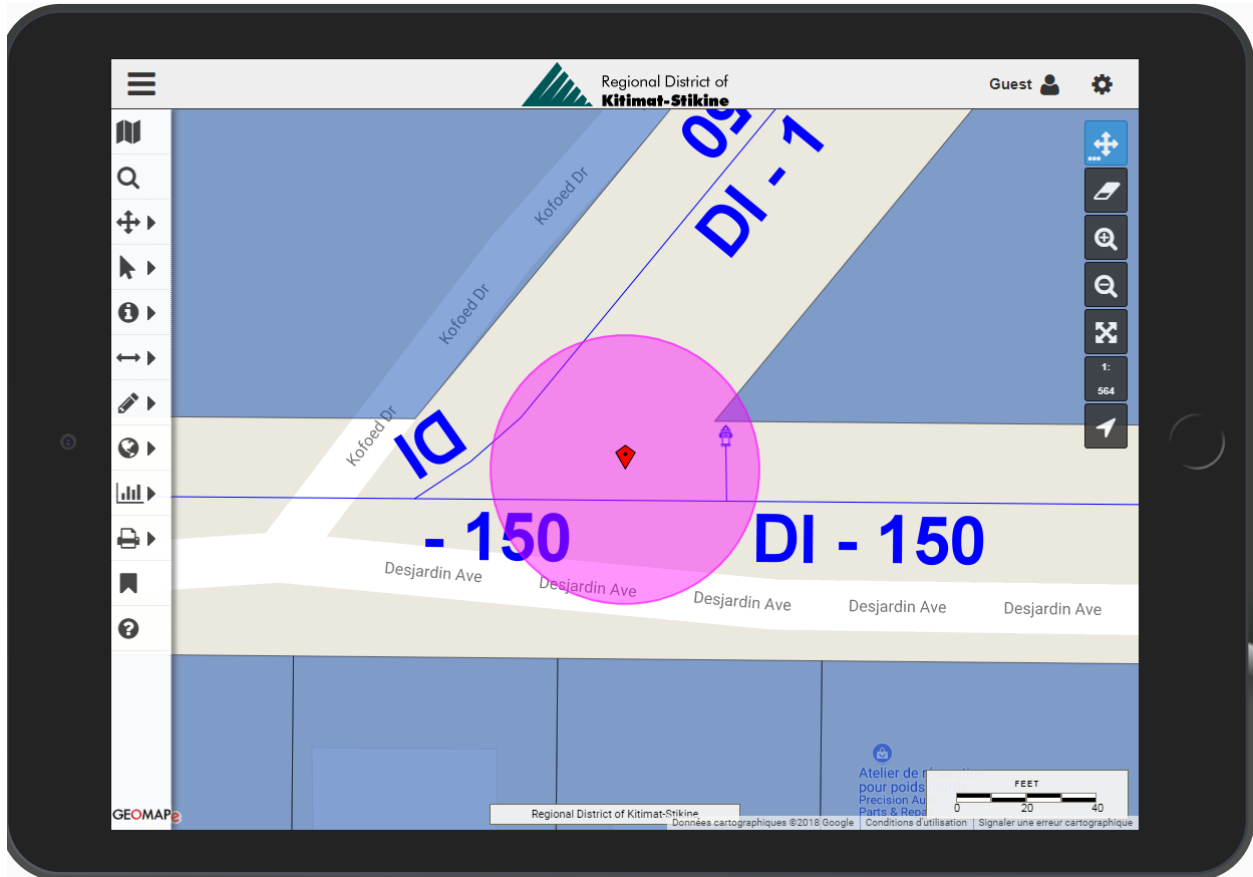 Regional District of
Kitimat-Stikine
Guest
50
DI - 1
Kofoed Dr
Kofoed Dr
Kofoed Dr
DI
- 150
DI - 150
Desjardin Ave
Desjardin Ave
Desjardin Ave
Desjardin Ave
Desjardin Ave
1:
564
Atelier de
pour poids
Precision Au
Parts & Repa
FEET
0 20 40
GEOMAPe
Regional District of Kitimat-Stikine
Données cartographiques ©2018 Google
Conditions d'utilisation
Signaler une erreur cartographique